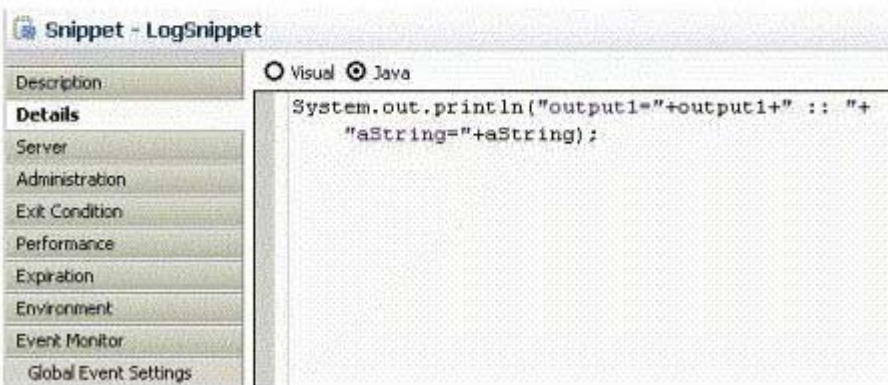 Snippet - LogSnippet
Description
Details
Server
Administration
Exit Condition
Performance
Expiration
Environment
Event Monitor
Global Event Settings
Visual Java
System.out.println("output1="+output1+" :: "+
"aString="+aString);